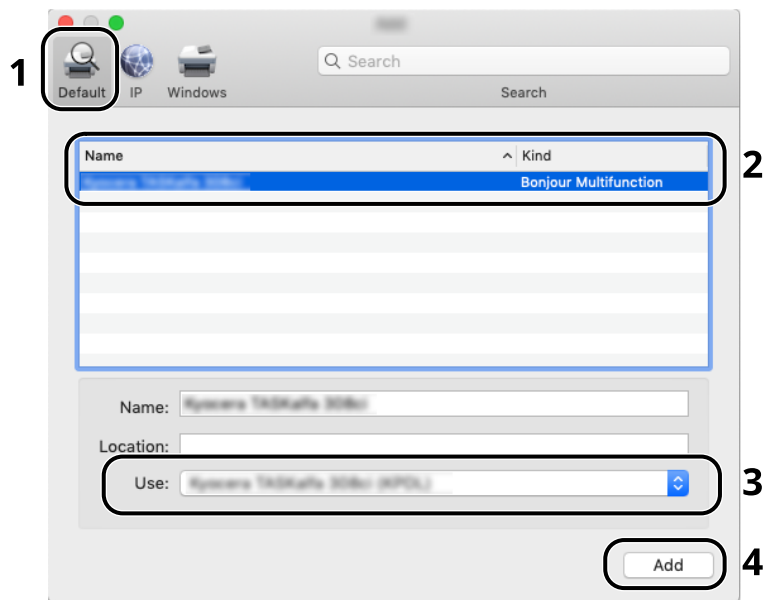 1
Default IP Windows
Search
Search
Name Kind
2
Bonjour Multifunction
Name:
Location:
Use:
3
Add
4